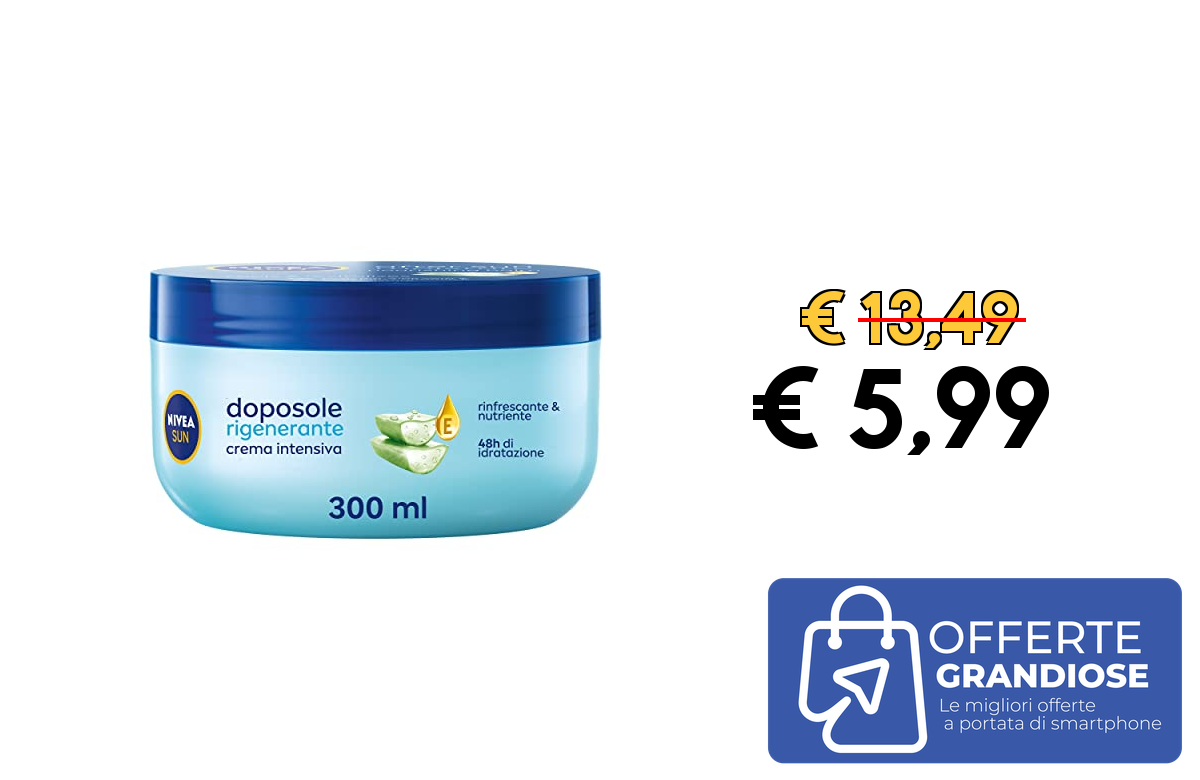 NIVEA
SUN
doposole
rigenerante
crema intensiva
E
rinfrescante &
nutriente
48h di
idratazione
300 ml
€ 13,49
€ 5,99
OFFERTE
GRANDIOSE
Le migliori offerte
a portata di smartphone